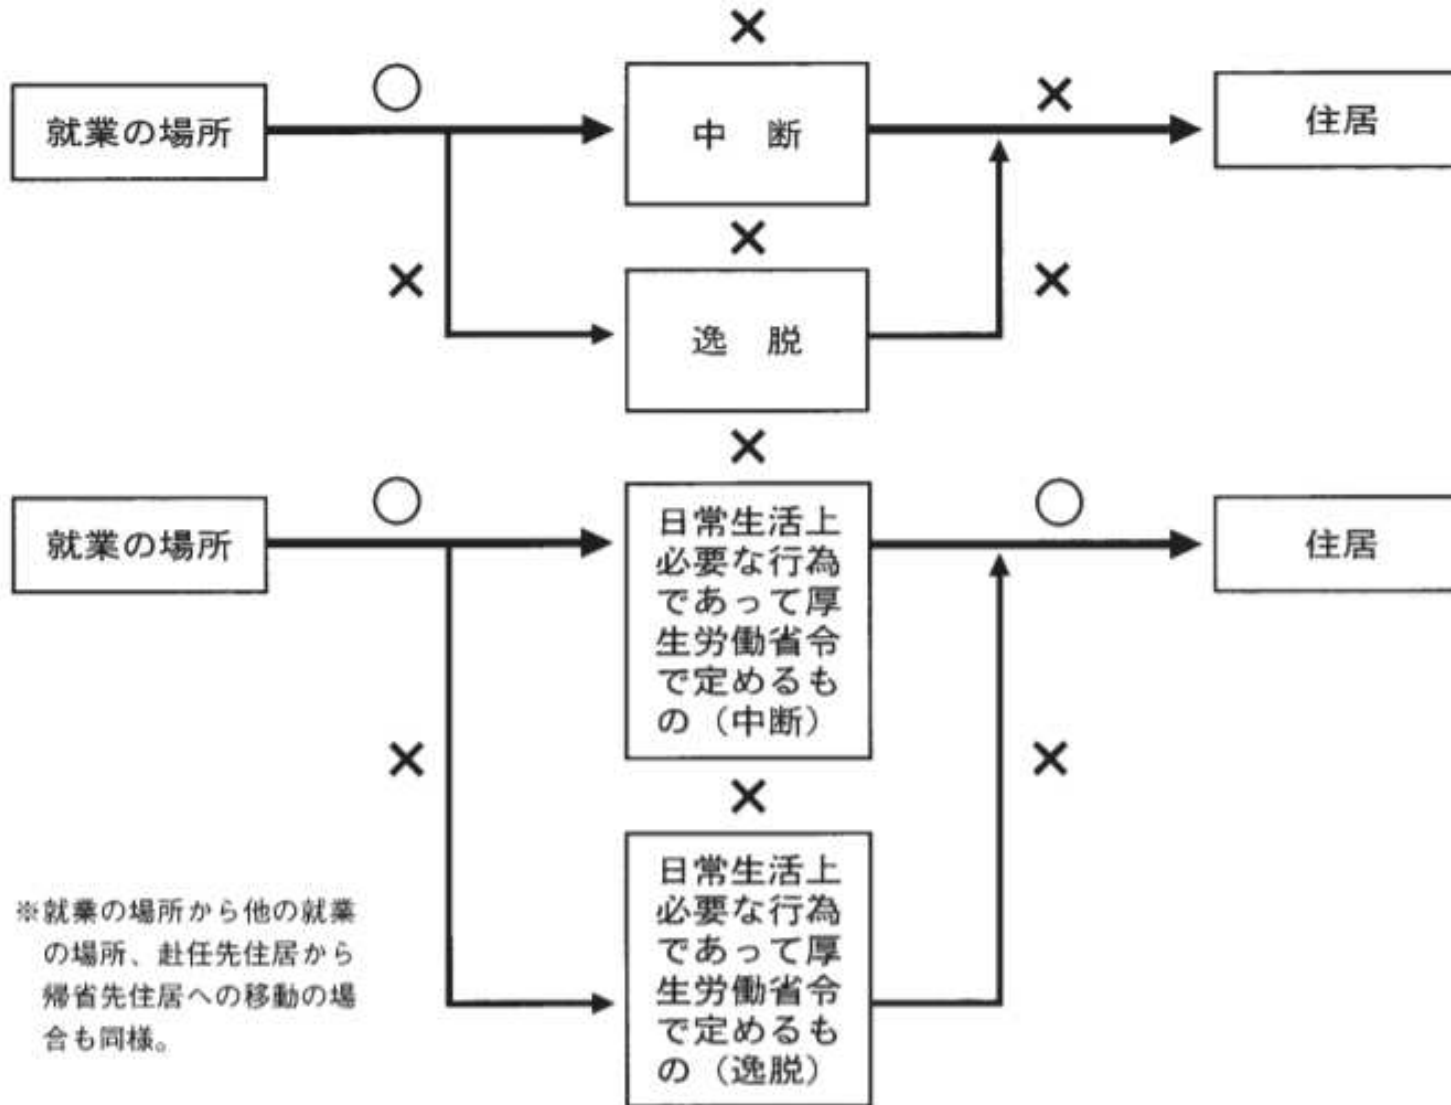 ×
○
×
就業の場所
中　断
住居
×
×
×
逸　脱
×
○
○
就業の場所
日常生活上
必要な行為
であって厚
生労働省令
で定めるも
の（中断）
住居
×
×
×
日常生活上
必要な行為
であって厚
生労働省令
で定めるも
の（逸脱）
※就業の場所から他の就業
の場所、赴任先住居から
帰省先住居への移動の場
合も同様。